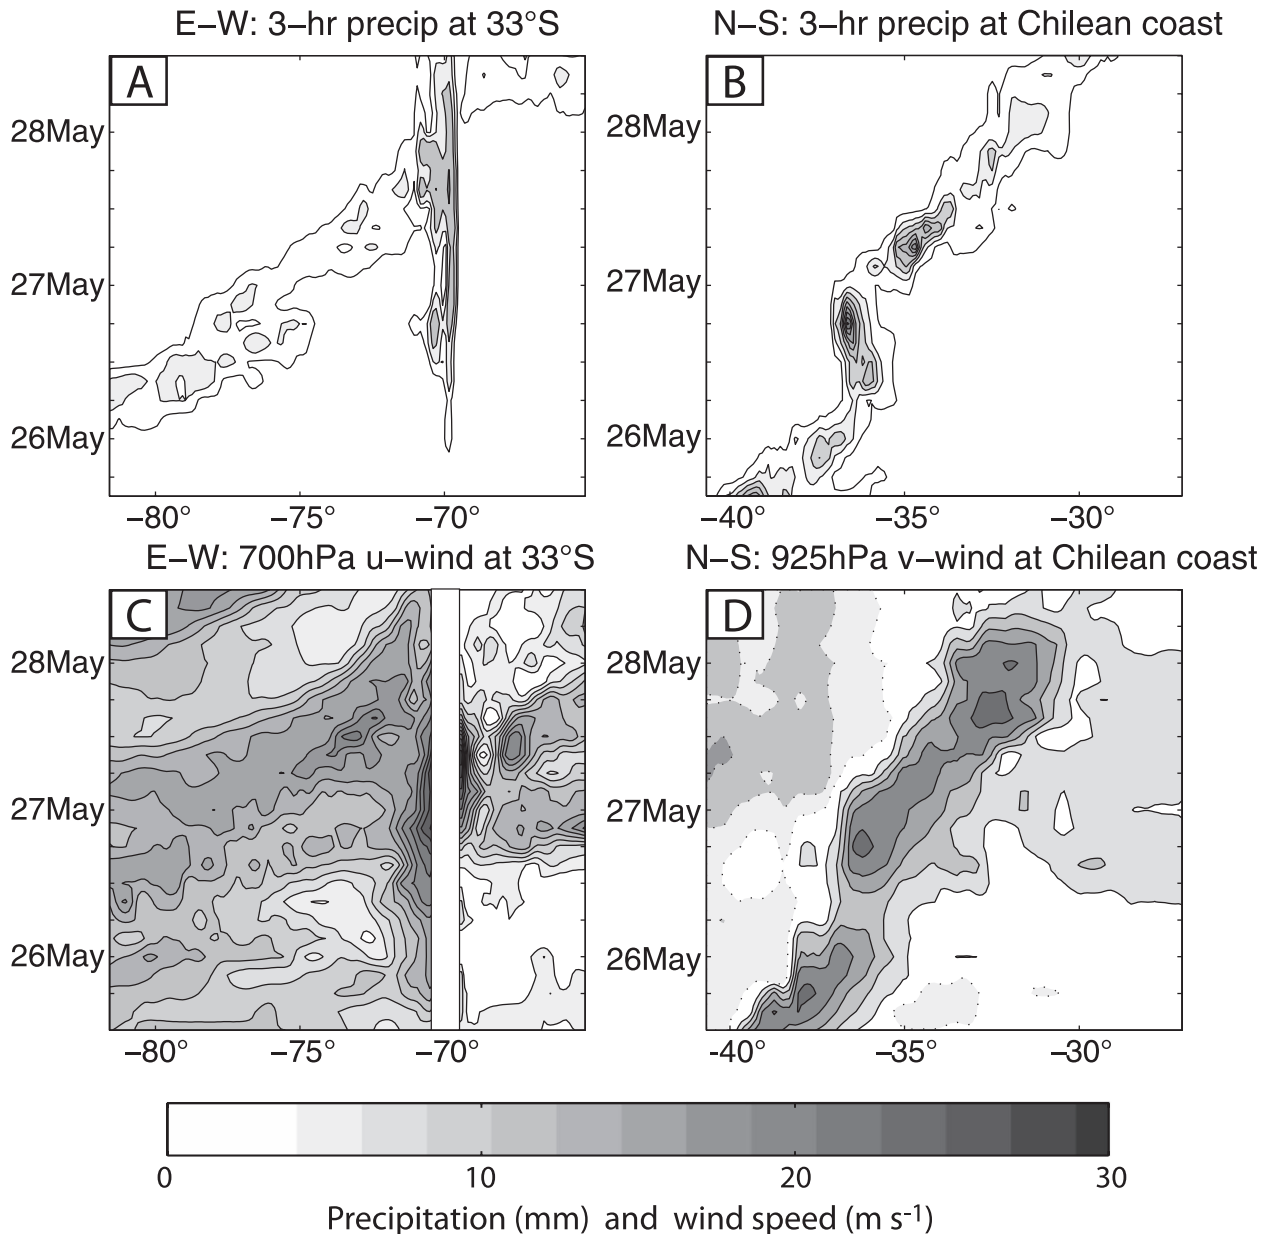 E–W: 3–hr precip at 33°S
N–S: 3–hr precip at Chilean coast
A
B
28May
27May
26May
28May
27May
26May
–80°
–75°
–70°
–40°
–35°
–30°
E–W: 700hPa u–wind at 33°S
N–S: 925hPa v–wind at Chilean coast
C
D
28May
27May
26May
28May
27May
26May
–80°
–75°
–70°
-40°
–35°
–30°
0
10
20
30
Precipitation (mm) and wind speed (m s-1)